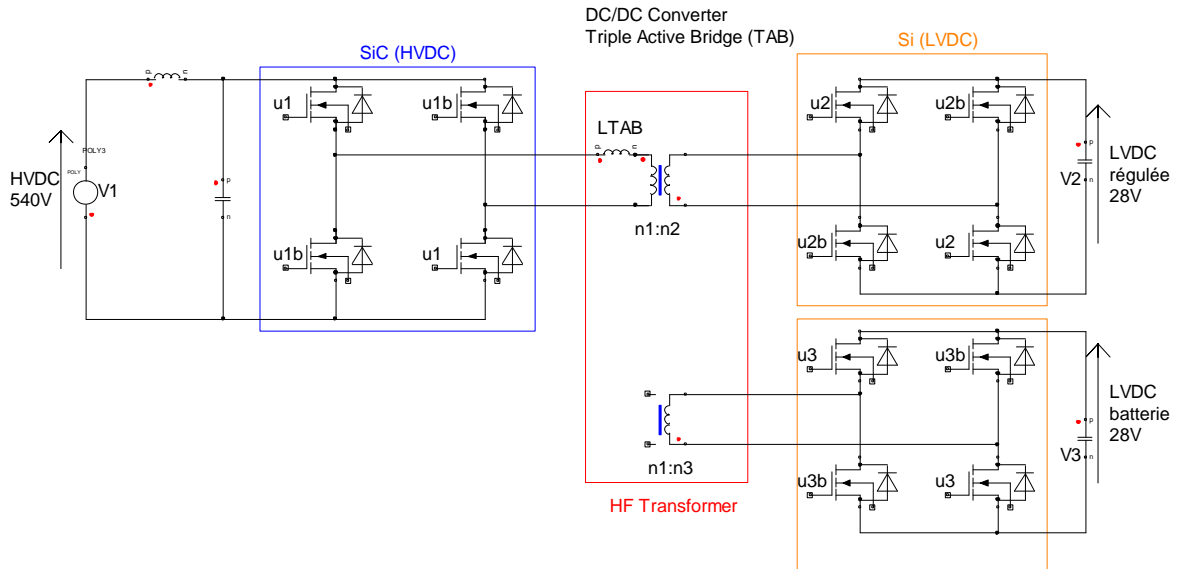 DC/DC Converter
Triple Active Bridge (TAB)
SiC (HVDC)
Si (LVDC)
p
n
u1
u1b
u2
u2b
LTAB
p
n
POLY3
POLY
HVDC
540V
V1
p
n
p
n
V2
LVDC
régulée
28V
n1:n2
u1b
u1
u2b
u2
u3
u3b
LVDC
batterie
28V
p
n
V3
n1:n3
u3b
u3
HF Transformer